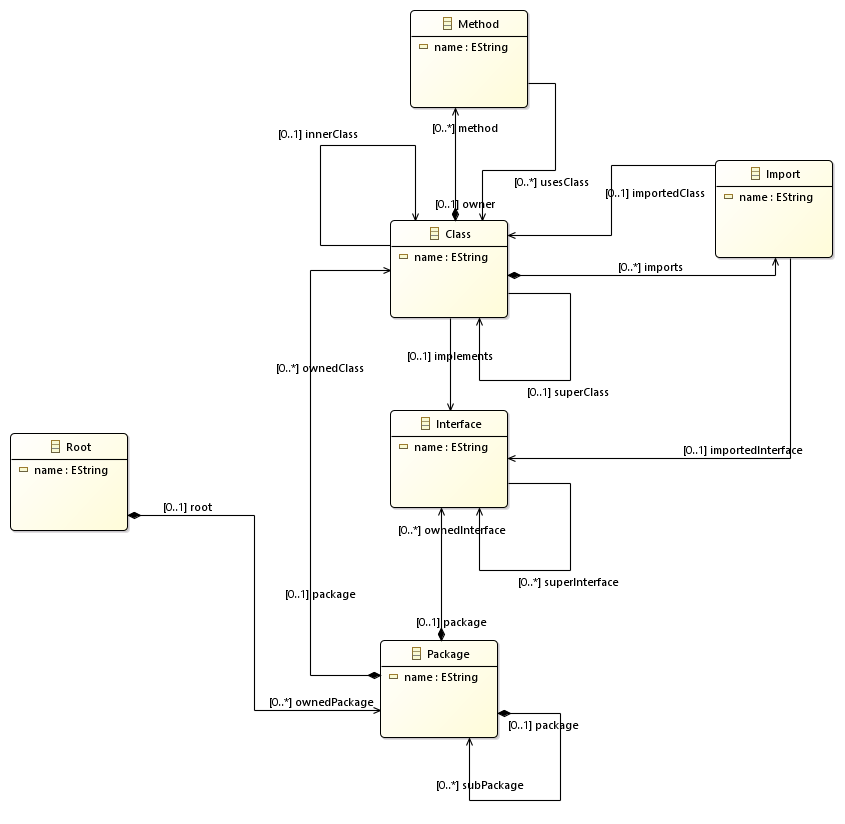 Method
name : EString
[0..*] method
[0..1] innerClass
[0..*] usesClass
[0..1] owner
Import
name : EString
[0..1] importedClass
Class
name : EString
[0..*] imports
[0..1] implements
[0..*] ownedClass
[0..1] superClass
Interface
name : EString
[0..1] importedInterface
Root
name : EString
[0..1] root
[0..*] ownedInterface
[0..*] superInterface
[0..1] package
[0..1] package
Package
name : EString
[0..*] ownedPackage
[0..1] package
[0..*] subPackage